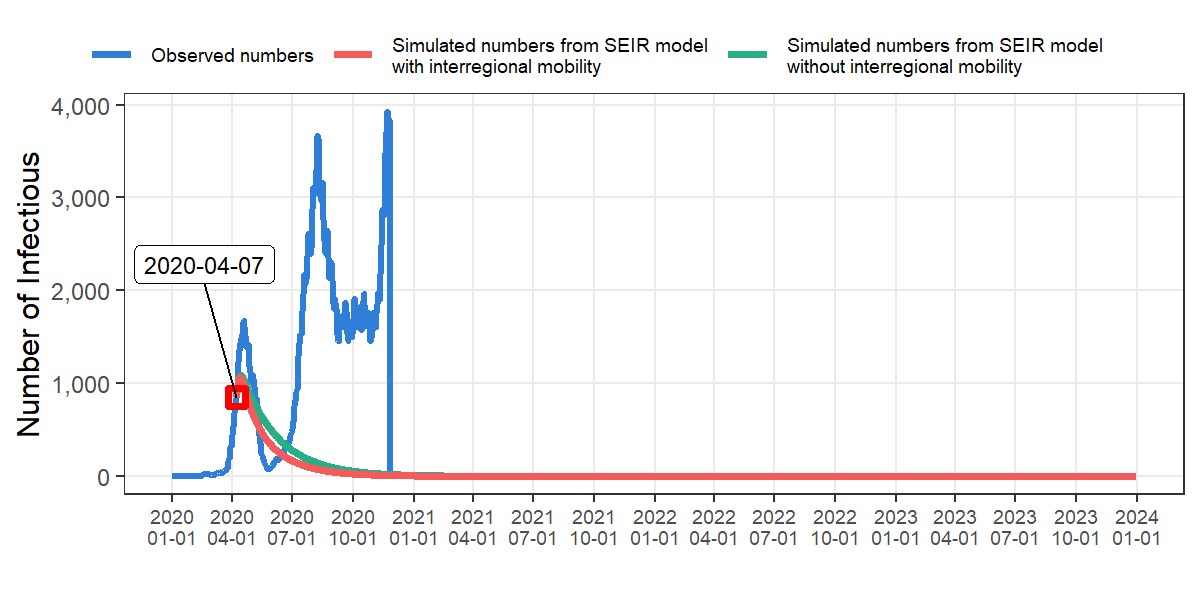 Observed numbers
Simulated numbers from SEIR model
with interregional mobility
Simulated numbers from SEIR model
without interregional mobility
Number of Infectious
4,000
3,000
2,000
1,000
0
2020-04-07
2020 2020 2020 2020 2021 2021 2021 2021 2022 2022 2022 2022 2023 2023 2023 2023 2024
01-01 04-01 07-01 10-01 01-01 04-01 07-01 10-01 01-01 04-01 07-01 10-01 01-01 04-01 07-01 10-01 01-01